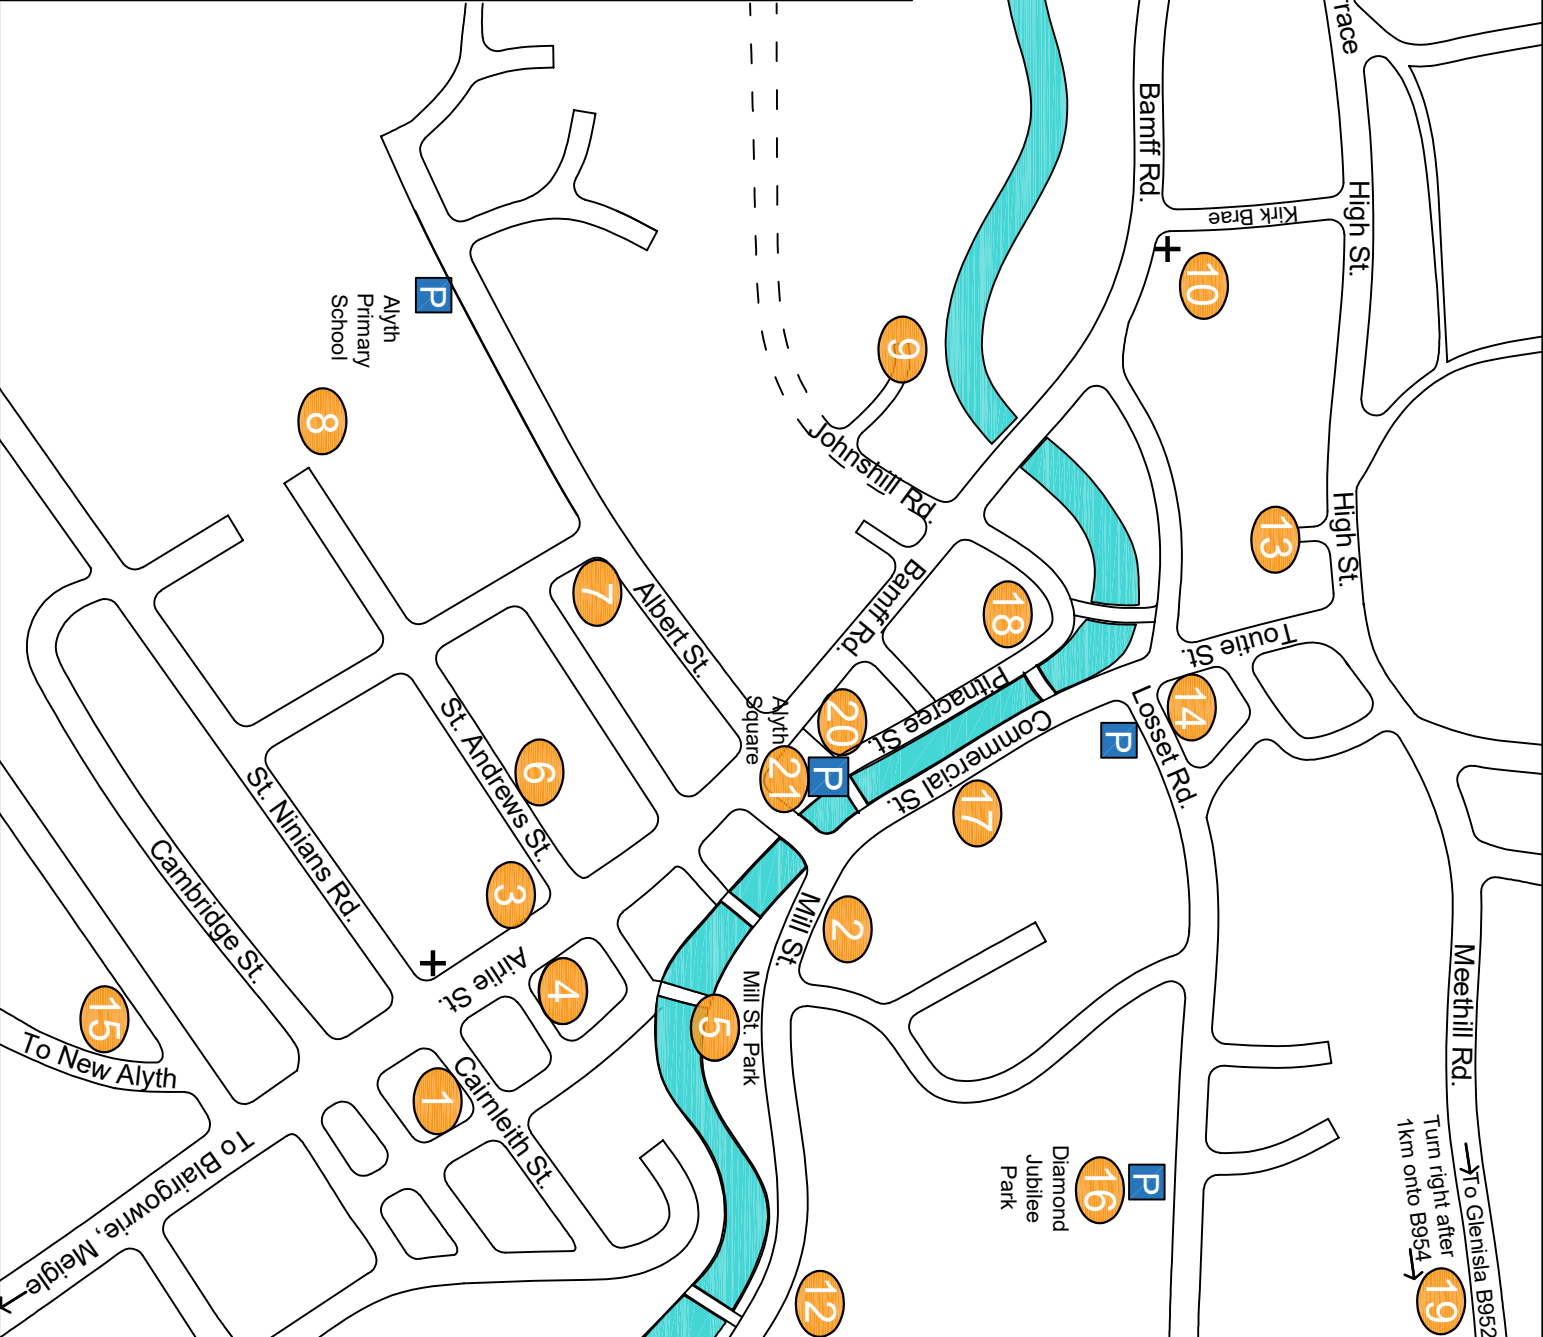 rrace
High St.
High St.
Kirk Brae
Bamff Rd.
Bamff Rd.
10
13
9
Johnshill Rd.
P
Alyth
Primary
School
8
7
Albert St.
18
Toutie St.
14
Losset Rd.
P
Pitnacree St.
Commercial St.
20
Alyth
Square
21
P
17
6
St. Andrews St.
St. Ninians Rd.
Cambridge St.
3
2
Mill St.
Mill St. Park
5
4
Airlie St.
15
To New Alyth
1
Cairnleith St.
To Blairgowrie, Meigle
Meethill Rd.
To Glenisla B952
Turn right after
1km onto B954
19
P
16
Diamond
Jubilee
Park
12